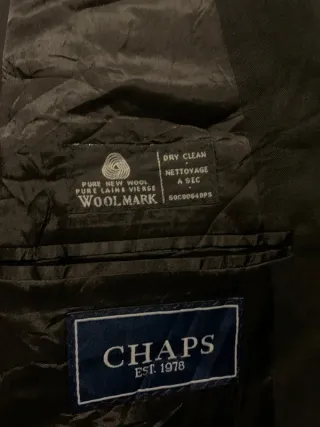 PURE NEW WOOL
PURE LAINE VIERGE
WOOLMARK
DRY CLEAN
NETTOYAGE
A SEC
CHAPS
EST. 1978